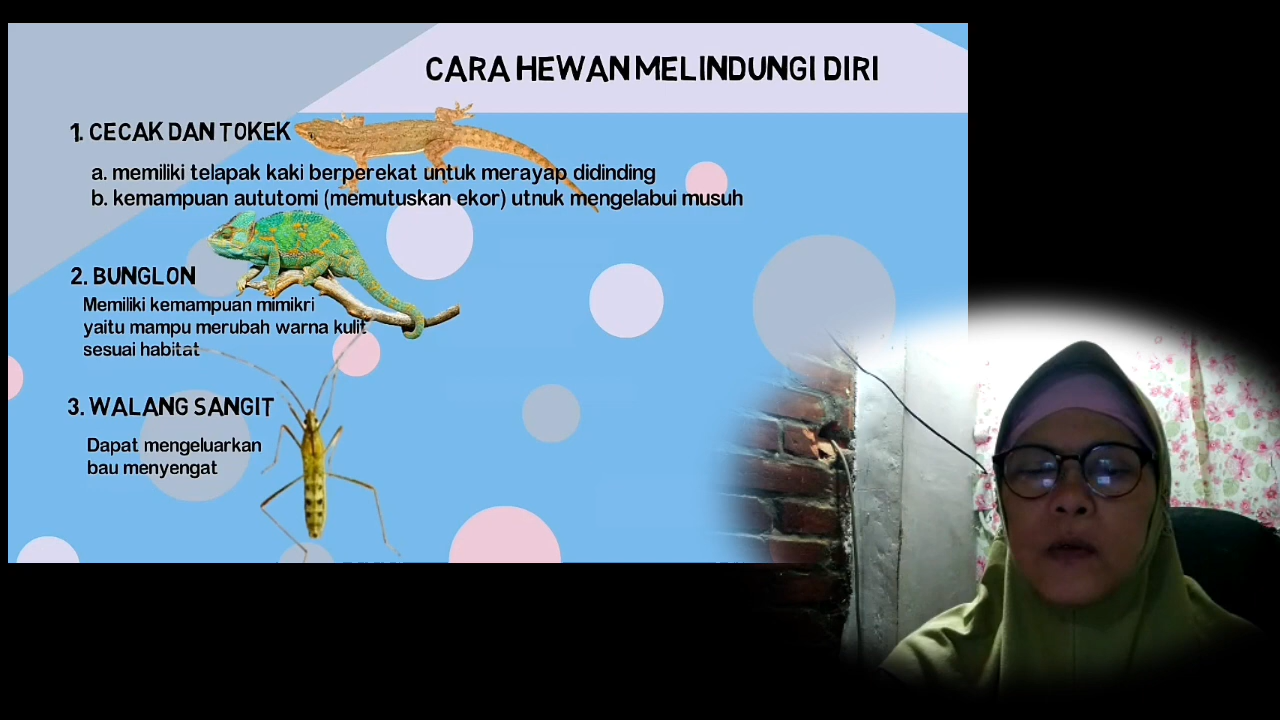 CARA HEWAN MELINDUNGI DIRI
1. CECAK DAN TOKEK
a. memiliki telapak kaki berperekat untuk merayap didinding
b. kemampuan aututomi (memutuskan ekor) utnuk mengelabui musuh
2. BUNGLON
Memiliki kemampuan mimikri
yaitu mampu merubah warna kulit
sesuai habitat
3. WALANG SANGIT
Dapat mengeluarkan
bau menyengat